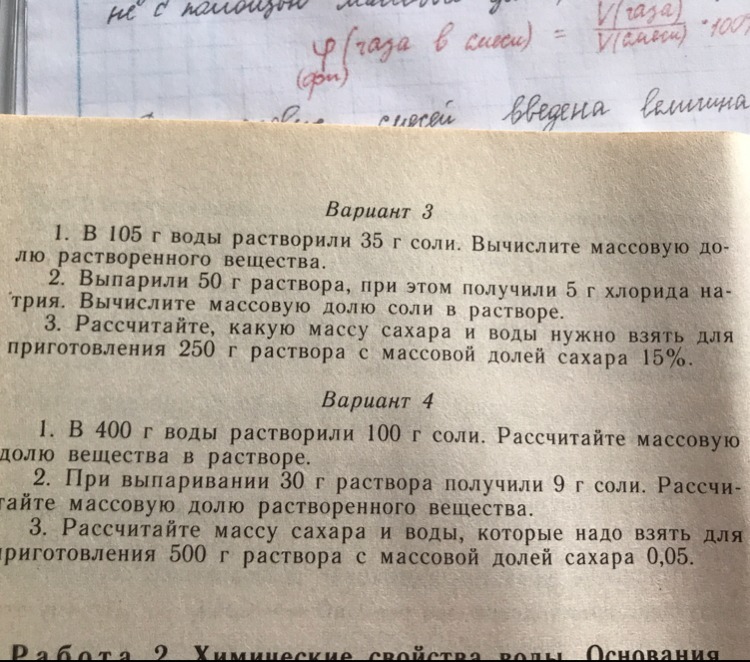 не с помощью
φ (газа в смеси) = V(газа) / V(смеси) · 100%
(фи)
смесей введена величина
Вариант 3
1. В 105 г воды растворили 35 г соли. Вычислите массовую до-
лю растворенного вещества.
2. Выпарили 50 г раствора, при этом получили 5 г хлорида на-
трия. Вычислите массовую долю соли в растворе.
3. Рассчитайте, какую массу сахара и воды нужно взять для
приготовления 250 г раствора с массовой долей сахара 15%.
Вариант 4
1. В 400 г воды растворили 100 г соли. Рассчитайте массовую
долю вещества в растворе.
2. При выпаривании 30 г раствора получили 9 г соли. Рассчи-
тайте массовую долю растворенного вещества.
3. Рассчитайте массу сахара и воды, которые надо взять для
приготовления 500 г раствора с массовой долей сахара 0,05.
Работа 2. Химические свойства воды. Основания